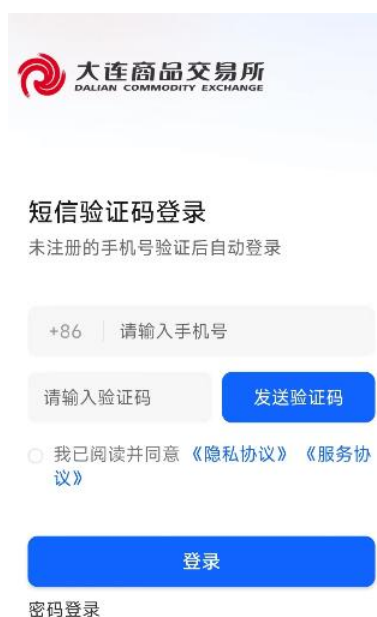 大连商品交易所
DALIAN COMMODITY EXCHANGE
短信验证码登录
未注册的手机号验证后自动登录
+86 请输入手机号
请输入验证码 发送验证码
我已阅读并同意《隐私协议》《服务协
议》
登录
密码登录